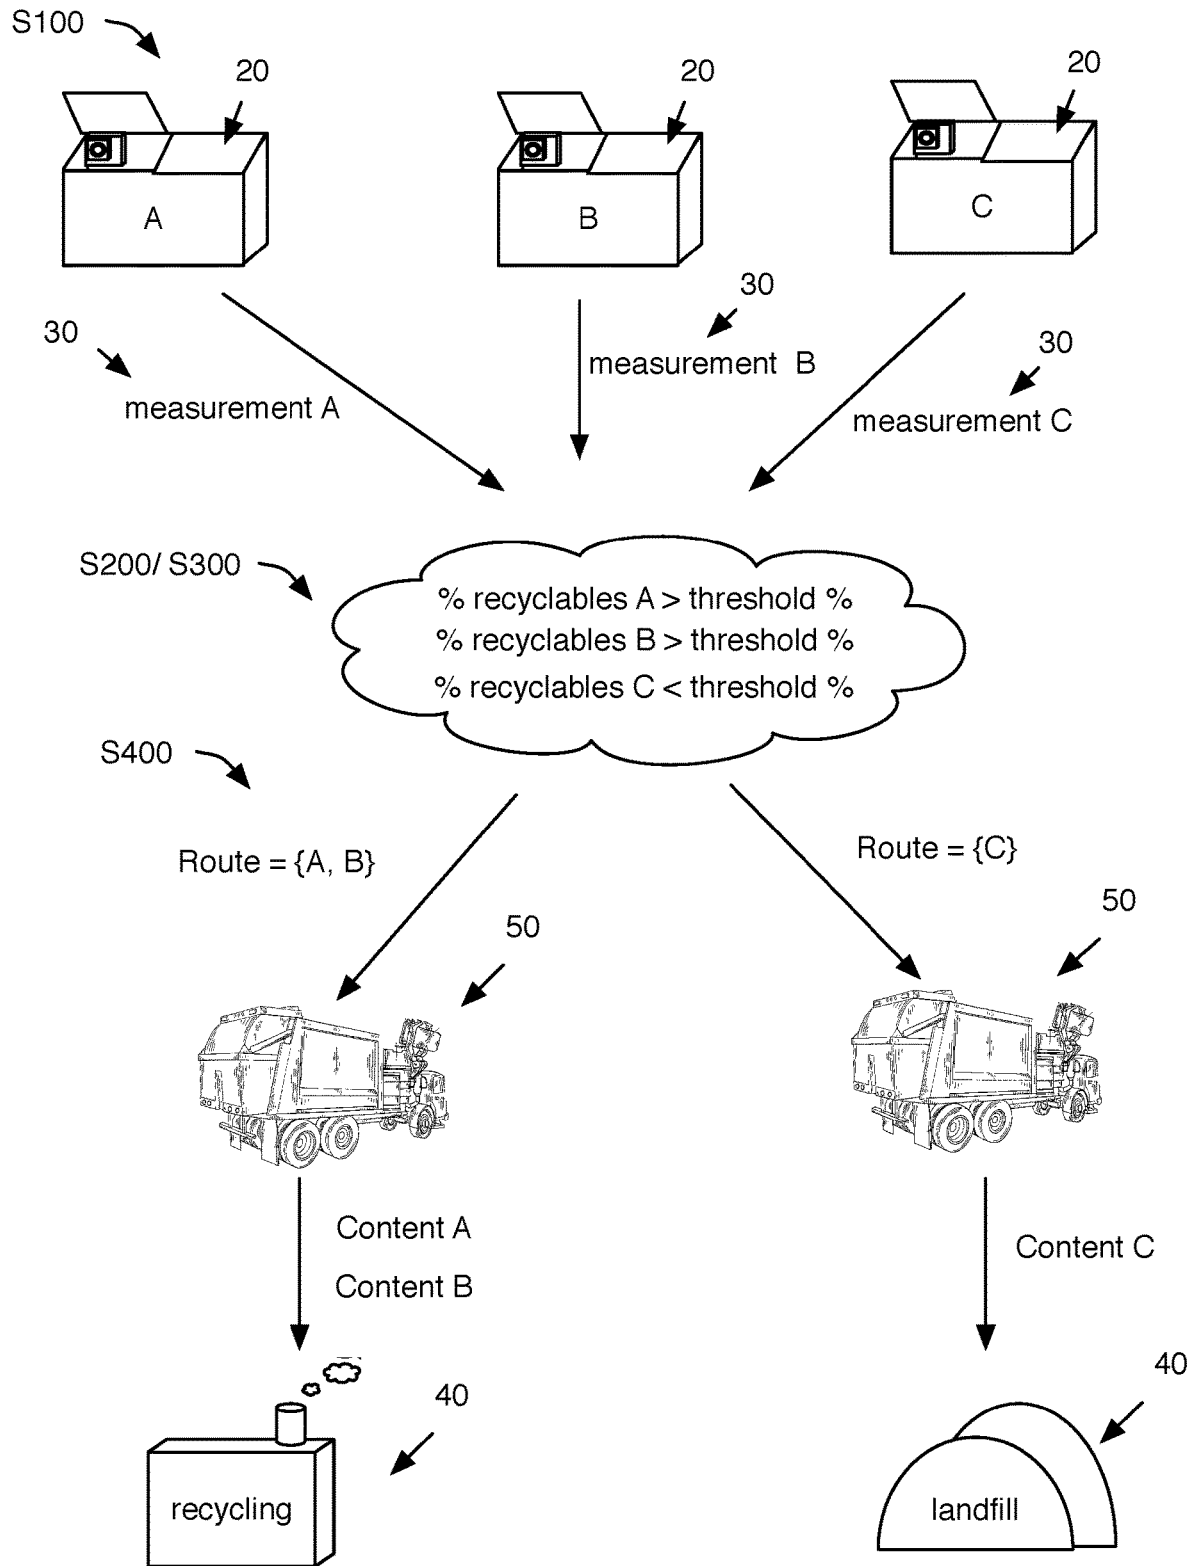 S100
20
20
20
A
B
C
30
measurement A
30
measurement B
30
measurement C
S200/ S300
% recyclables A > threshold %
% recyclables B > threshold %
% recyclables C < threshold %
S400
Route = {A, B}
Route = {C}
50
50
Content A
Content B
Content C
40
40
recycling
landfill